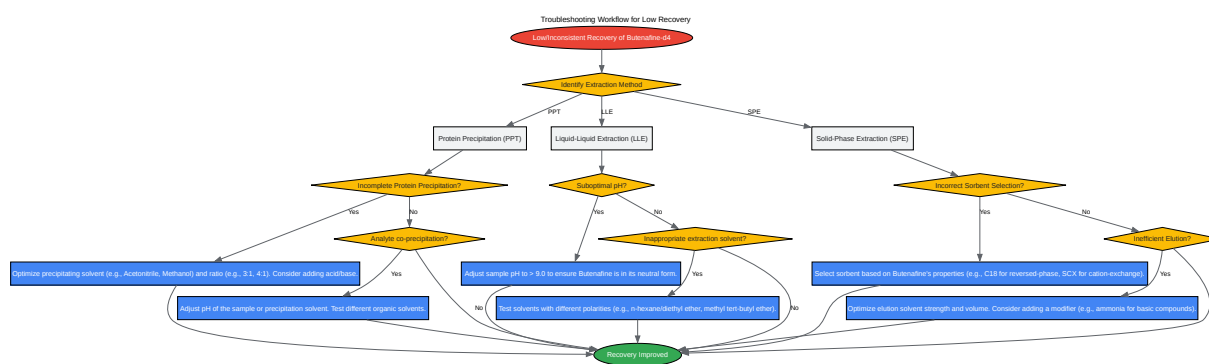 Troubleshooting Workflow for Low Recovery
Low/Inconsistent Recovery of Butenafine-d4
Identify Extraction Method
PPT
LLE
SPE
Protein Precipitation (PPT)
Liquid-Liquid Extraction (LLE)
Solid-Phase Extraction (SPE)
Incomplete Protein Precipitation?
Suboptimal pH?
Incorrect Sorbent Selection?
Yes
No
Yes
No
Yes
No
Analyte co-precipitation?
Inappropriate extraction solvent?
Inefficient Elution?
Optimize precipitating solvent (e.g., Acetonitrile, Methanol) and ratio (e.g., 3:1, 4:1). Consider adding acid/base.
Yes
Adjust sample pH to > 9.0 to ensure Butenafine is in its neutral form.
Yes
Select sorbent based on Butenafine's properties (e.g., C18 for reversed-phase, SCX for cation-exchange).
Yes
Adjust pH of the sample or precipitation solvent. Test different organic solvents.
No
Test solvents with different polarities (e.g., n-hexane/diethyl ether, methyl tert-butyl ether).
No
Optimize elution solvent strength and volume. Consider adding a modifier (e.g., ammonia for basic compounds).
Recovery Improved